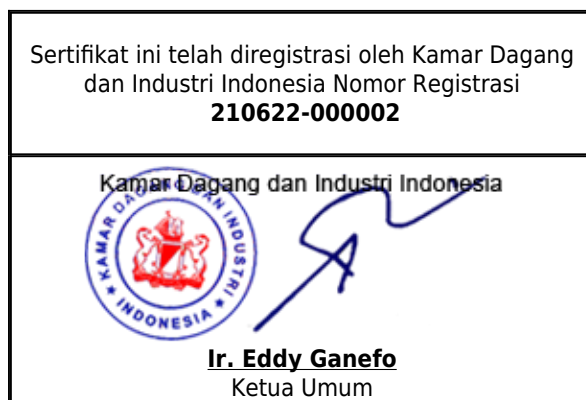 Sertifikat ini telah diregistrasi oleh Kamar Dagang
dan Industri Indonesia Nomor Registrasi
210622-000002
Kamar Dagang dan Industri Indonesia
KAMAR DAGANG DAN INDUSTRI
INDONESIA
Ir. Eddy Ganefo
Ketua Umum